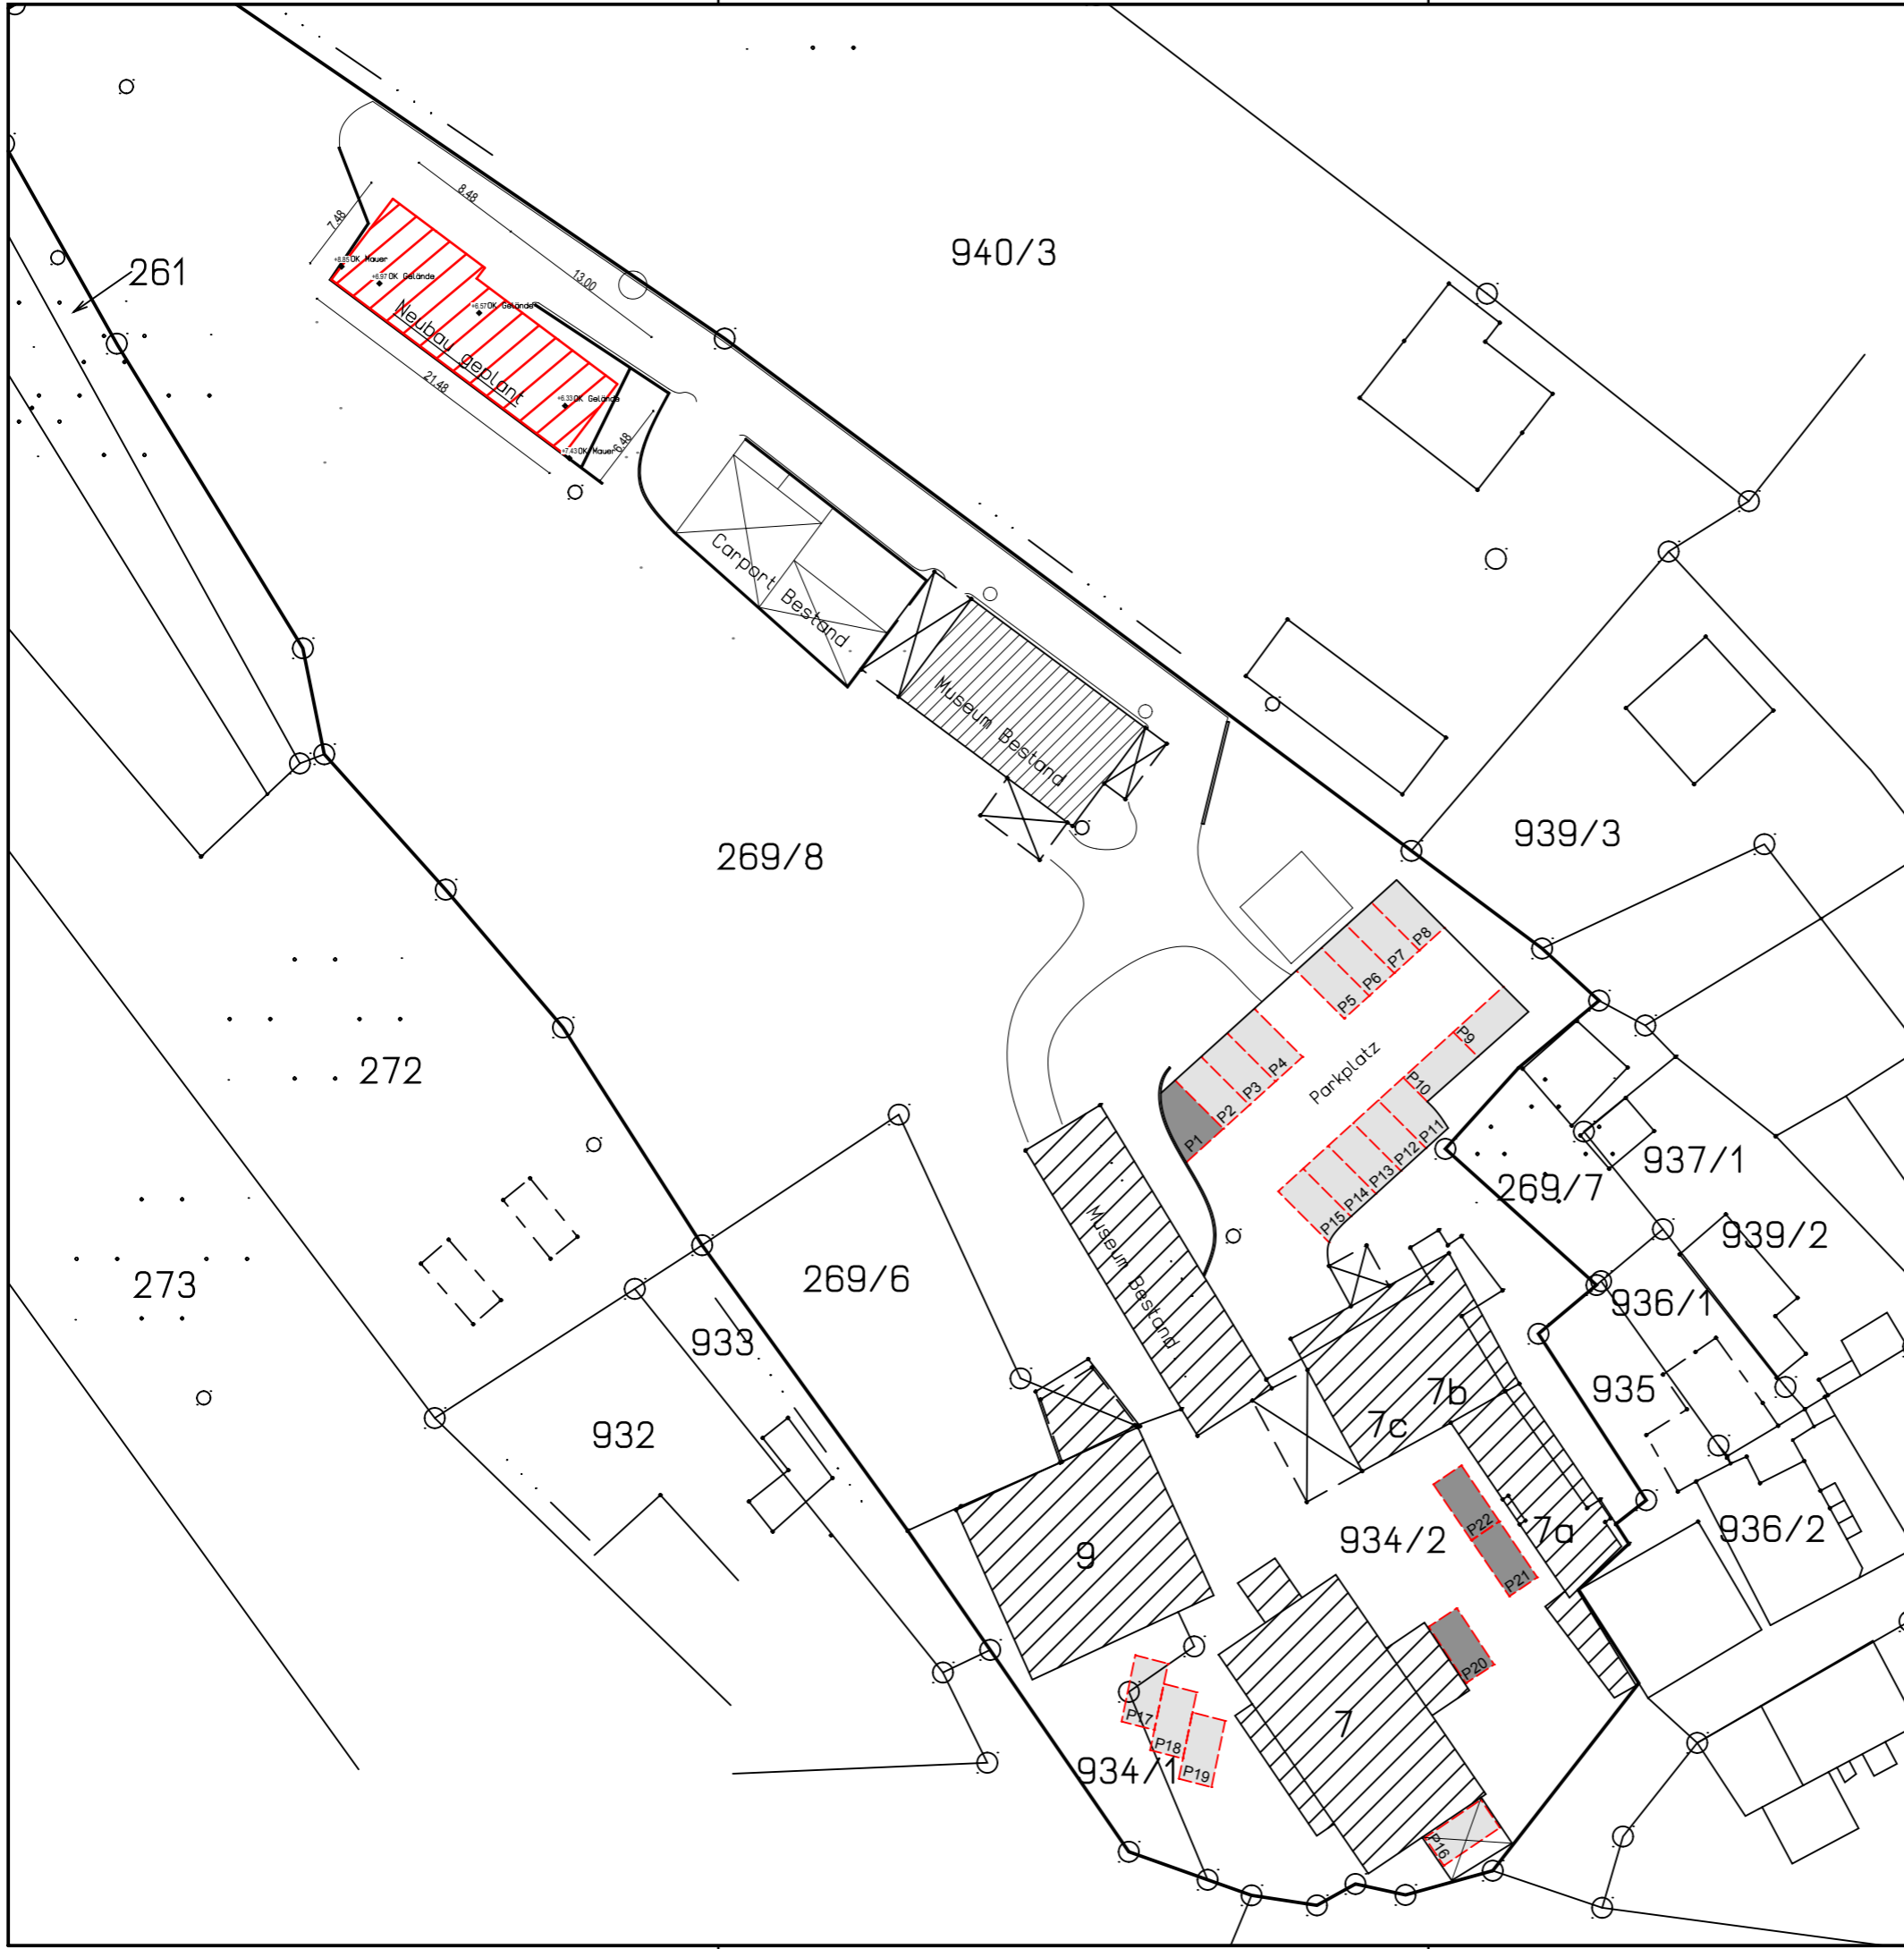 940/3
261
8.48
7.48
13.00
+8.85 OK Mauer
+6.97 OK Gelände
+6.57 OK Gelände
Neubau geplant
21.48
+6.33 OK Gelände
+7.43 OK Mauer
6.48
Carport Bestand
Museum Bestand
939/3
269/8
P8
P7
P6
P5
P9
Parkplatz
P4
P3
P2
P1
P10
P11
P12
P13
P14
P15
272
937/1
269/7
939/2
273
269/6
Museum Bestand
936/1
933
935
7b
7c
932
934/2
P22
7a
936/2
9
P21
P20
P17
7
P18
P19
934/1
P16